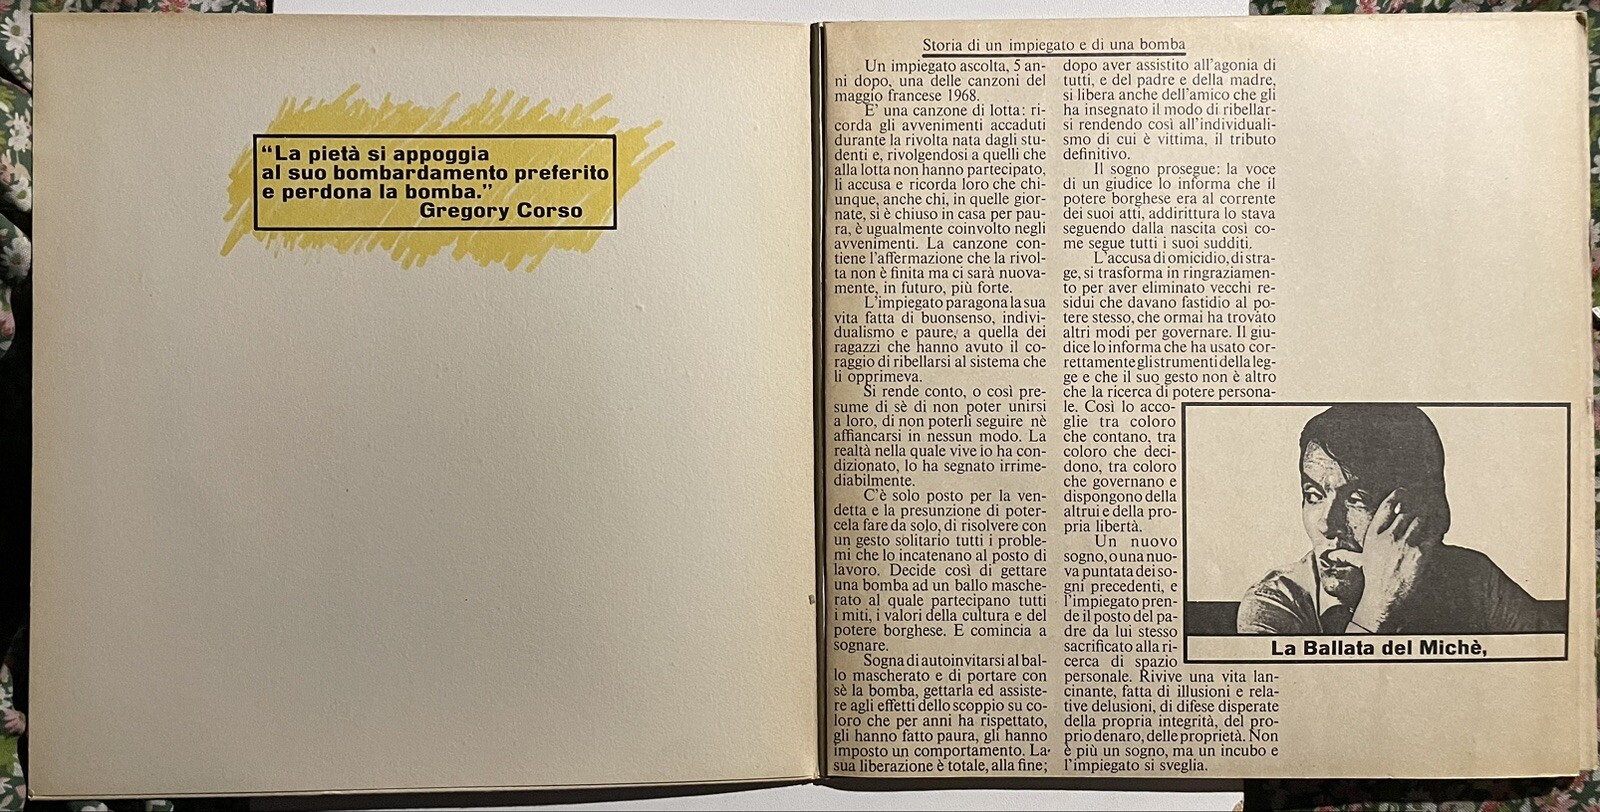 “La pietà si appoggia
al suo bombardamento preferito
e perdona la bomba.”
Gregory Corso
Storia di un impiegato e di una bomba
Un impiegato ascolta, 5 an-
ni dopo, una delle canzoni del
maggio francese 1968.
E' una canzone di lotta: ri-
corda gli avvenimenti accaduti
durante la rivolta nata dagli stu-
denti e, rivolgendosi a quelli che
alla lotta non hanno partecipato,
li accusa e ricorda loro che chi-
unque, anche chi, in quelle gior-
nate, si è chiuso in casa per pau-
ra, è ugualmente coinvolto negli
avvenimenti. La canzone con-
tiene l'affermazione che la rivol-
ta non è finita ma ci sarà nuova-
mente, in futuro, più forte.
L'impiegato paragona la sua
vita fatta di buonsenso, indivi-
dualismo e paure, a quella dei
ragazzi che hanno avuto il co-
raggio di ribellarsi al sistema che
li opprimeva.
Si rende conto, o così pre-
sume di sè di non poter unirsi
a loro, di non poterli seguire nè
affiancarsi in nessun modo. La
realtà nella quale vive io ha con-
dizionato, lo ha segnato irrime-
diabilmente.
C'è solo posto per la ven-
detta e la presunzione di poter-
cela fare da solo, di risolvere con
un gesto solitario tutti i proble-
mi che lo incatenano al posto di
lavoro. Decide così di gettare
una bomba ad un ballo masche-
rato al quale partecipano tutti
i miti, i valori della cultura e del
potere borghese. E comincia a
sognare.
Sogna di autoinvitarsi al bal-
lo mascherato e di portare con
sè la bomba, gettarla ed assiste-
re agli effetti dello scoppio su co-
loro che per anni ha rispettato,
gli hanno fatto paura, gli hanno
imposto un comportamento. La
sua liberazione è totale, alla fine;
dopo aver assistito all'agonia di
tutti, e del padre e della madre,
si libera anche dell'amico che gli
ha insegnato il modo di ribellar-
si rendendo così all'individuali-
smo di cui è vittima, il tributo
definitivo.
Il sogno prosegue: la voce
di un giudice lo informa che il
potere borghese era al corrente
dei suoi atti, addirittura lo stava
seguendo dalla nascita così co-
me segue tutti i suoi sudditi.
L'accusa di omicidio, di stra-
ge, si trasforma in ringraziamen-
to per aver eliminato vecchi re-
sidui che davano fastidio al po-
tere stesso, che ormai ha trovato
altri modi per governare. Il giu-
dice lo informa che ha usato cor-
rettamente gli strumenti della leg-
ge e che il suo gesto non è altro
che la ricerca di potere persona-
le. Così lo acco-
glie tra coloro
che contano, tra
coloro che deci-
dono, tra coloro
che governano e
dispongono della
altrui e della pro-
pria libertà.
Un nuovo
sogno, o una nuo-
va puntata dei so-
gni precedenti, e
l'impiegato pren-
de il posto del pa-
dre da lui stesso
sacrificato alla ri-
cerca di spazio
personale. Rivive una vita lan-
cinante, fatta di illusioni e rela-
tive delusioni, di difese disperate
della propria integrità, del pro-
prio denaro, delle proprietà. Non
è più un sogno, ma un incubo e
l'impiegato si sveglia.
La Ballata del Michè,